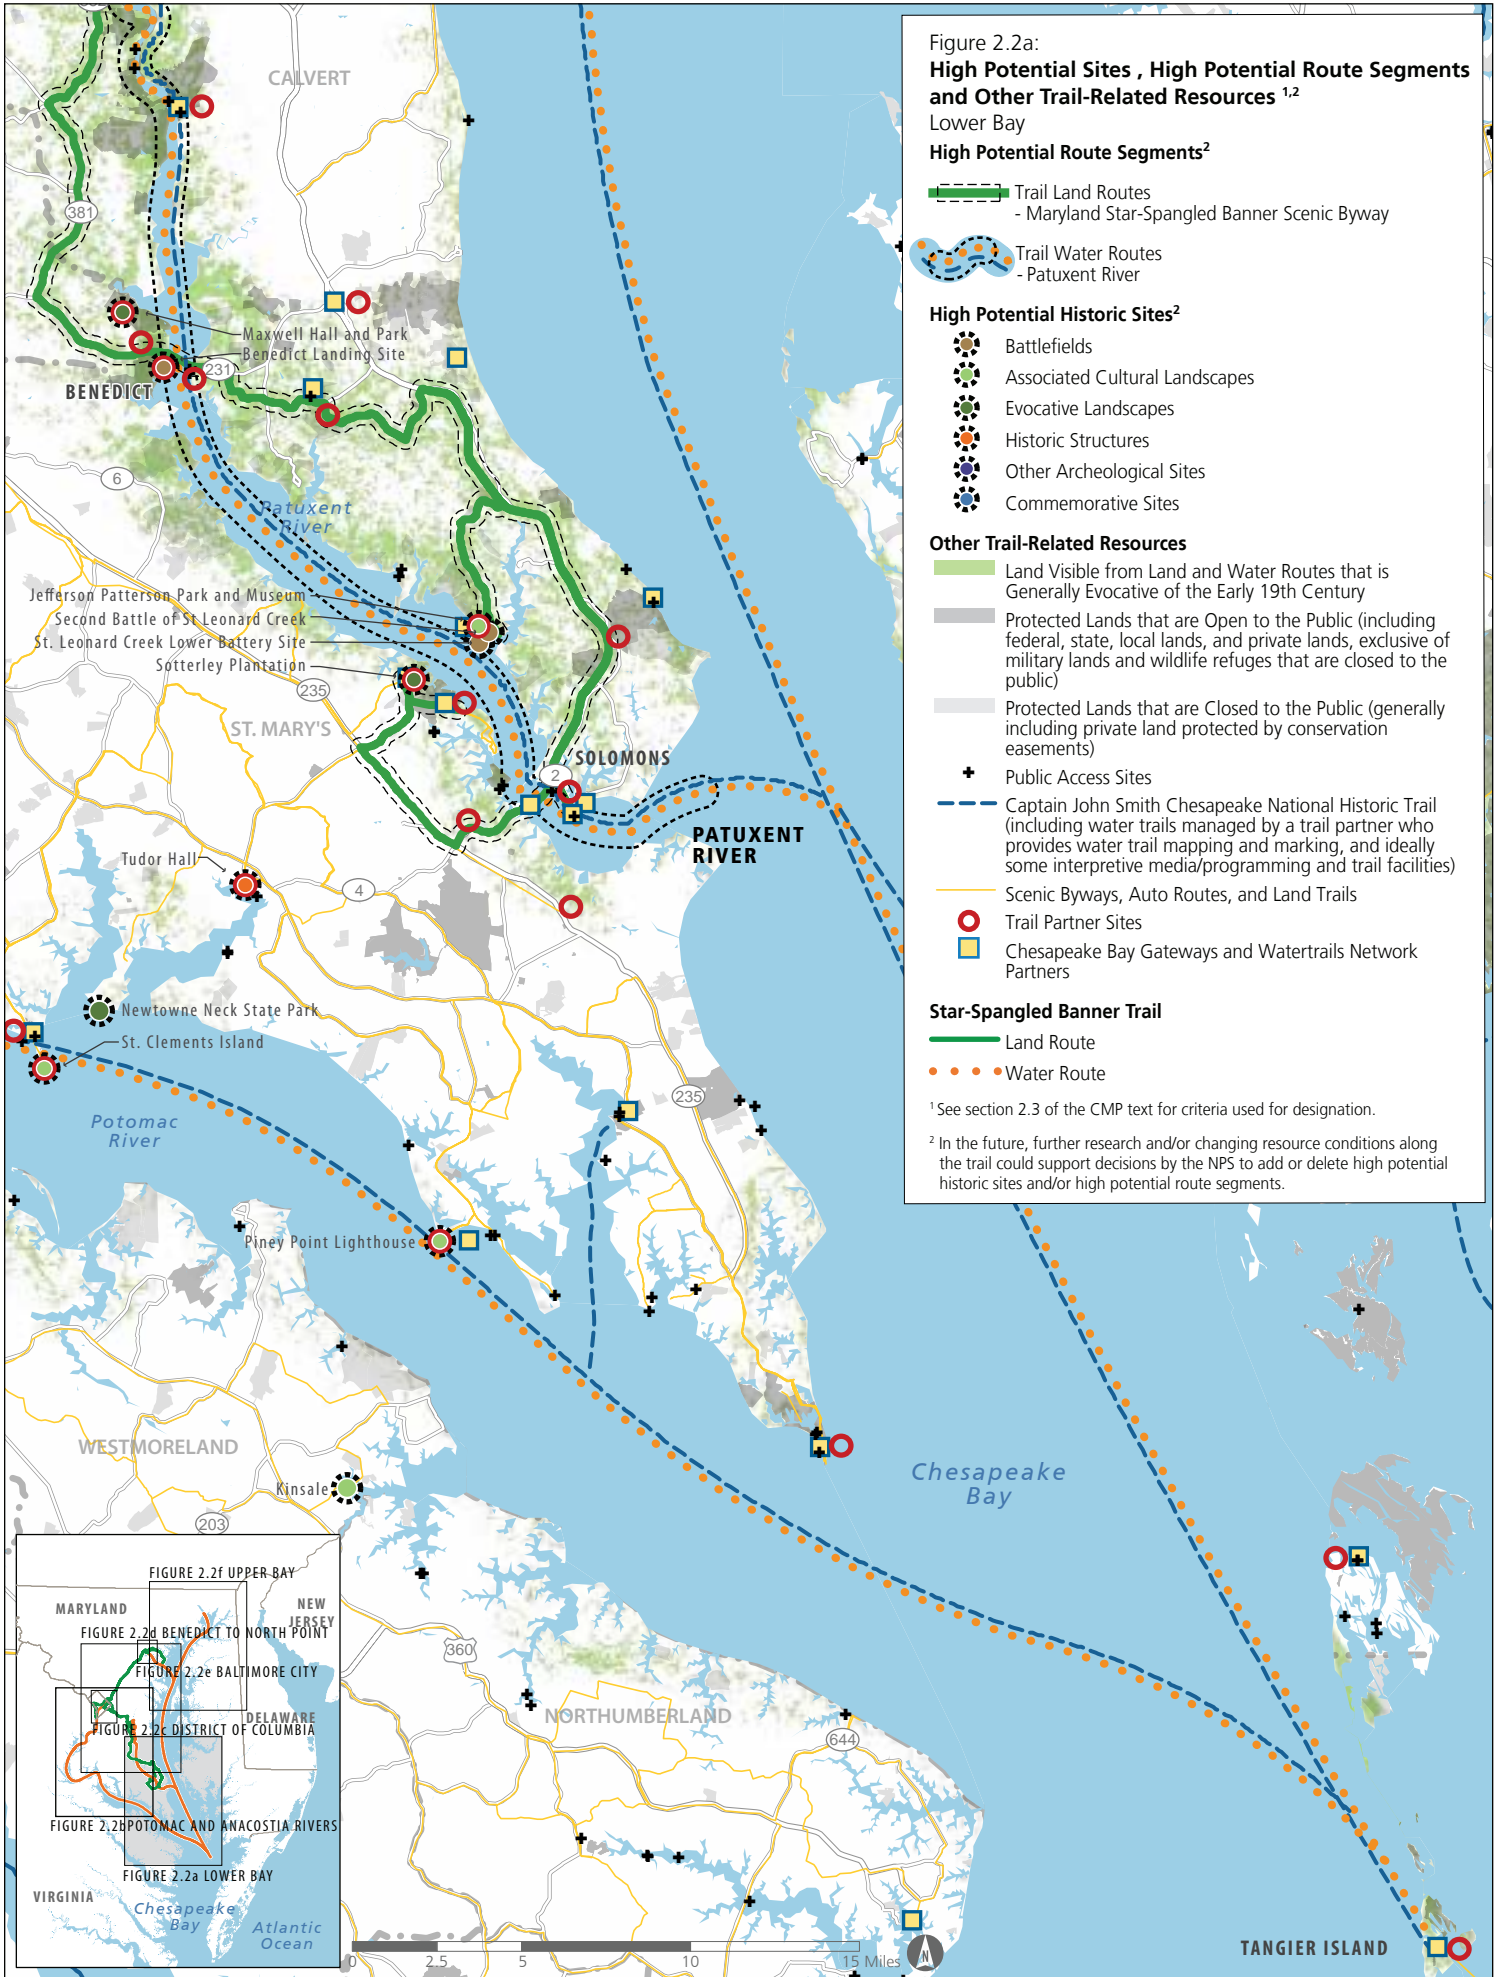 Figure 2.2a:
High Potential Sites , High Potential Route Segments
and Other Trail-Related Resources 1,2
Lower Bay
High Potential Route Segments2
Trail Land Routes
- Maryland Star-Spangled Banner Scenic Byway
Trail Water Routes
- Patuxent River
High Potential Historic Sites2
Battlefields
Associated Cultural Landscapes
Evocative Landscapes
Historic Structures
Other Archeological Sites
Commemorative Sites
Other Trail-Related Resources
Land Visible from Land and Water Routes that is
Generally Evocative of the Early 19th Century
Protected Lands that are Open to the Public (including
federal, state, local lands, and private lands, exclusive of
military lands and wildlife refuges that are closed to the
public)
Protected Lands that are Closed to the Public (generally
including private land protected by conservation
easements)
Public Access Sites
Captain John Smith Chesapeake National Historic Trail
(including water trails managed by a trail partner who
provides water trail mapping and marking, and ideally
some interpretive media/programming and trail facilities)
Scenic Byways, Auto Routes, and Land Trails
Trail Partner Sites
Chesapeake Bay Gateways and Watertrails Network
Partners
Star-Spangled Banner Trail
Land Route
Water Route
1 See section 2.3 of the CMP text for criteria used for designation.
2 In the future, further research and/or changing resource conditions along
the trail could support decisions by the NPS to add or delete high potential
historic sites and/or high potential route segments.
CALVERT
381
Maxwell Hall and Park
Benedict Landing Site
231
BENEDICT
6
Patuxent
River
Jefferson Patterson Park and Museum
Second Battle of St Leonard Creek
St. Leonard Creek Lower Battery Site
Sotterley Plantation
235
ST. MARY'S
SOLOMONS
2
PATUXENT
RIVER
Tudor Hall
4
Newtowne Neck State Park
St. Clements Island
235
Potomac
River
Piney Point Lighthouse
WESTMORELAND
Kinsale
203
Chesapeake
Bay
360
NORTHUMBERLAND
644
TANGIER ISLAND
FIGURE 2.2f UPPER BAY
MARYLAND
NEW
JERSEY
FIGURE 2.2d BENEDICT TO NORTH POINT
FIGURE 2.2e BALTIMORE CITY
DELAWARE
FIGURE 2.2c DISTRICT OF COLUMBIA
FIGURE 2.2bPOTOMAC AND ANACOSTIA RIVERS
FIGURE 2.2a LOWER BAY
VIRGINIA
Chesapeake
Bay
Atlantic
Ocean
0 2.5 5 10 15 Miles
N